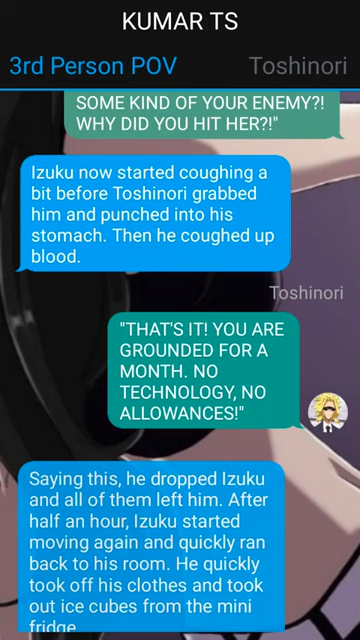 KUMAR TS
3rd Person POV
Toshinori
SOME KIND OF YOUR ENEMY?!
WHY DID YOU HIT HER?!"
Izuku now started coughing a
bit before Toshinori grabbed
him and punched into his
stomach. Then he coughed up
blood.
Toshinori
"THAT'S IT! YOU ARE
GROUNDED FOR A
MONTH. NO
TECHNOLOGY, NO
ALLOWANCES!"
Saying this, he dropped Izuku
and all of them left him. After
half an hour, Izuku started
moving again and quickly ran
back to his room. He quickly
took off his clothes and took
out ice cubes from the mini
fridge